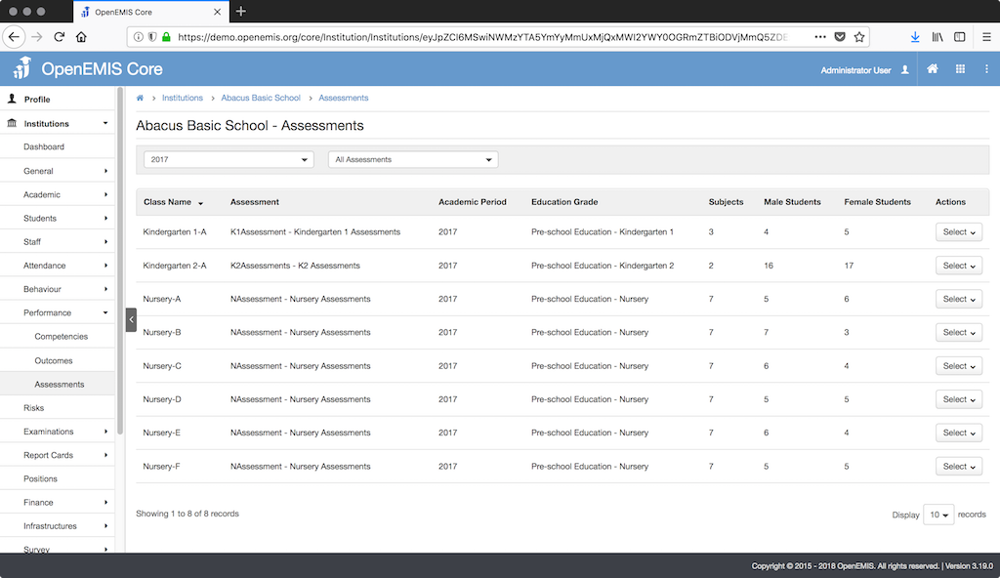 OpenEMIS Core
OpenEMIS Core
Administrator User
Profile
Institutions
Dashboard
General
Academic
Students
Staff
Attendance
Behaviour
Performance
Competencies
Outcomes
Assessments
Risks
Examinations
Report Cards
Positions
Finance
Infrastructures
Survey
Institutions > Abacus Basic School > Assessments
Abacus Basic School - Assessments
2017 All Assessments
Class Name Assessment Academic Period Education Grade Subjects Male Students Female Students Actions
Kindergarten 1-A K1Assessment - Kindergarten 1 Assessments 2017 Pre-school Education - Kindergarten 1 3 4 5 Select
Kindergarten 2-A K2Assessments - K2 Assessments 2017 Pre-school Education - Kindergarten 2 2 16 17 Select
Nursery-A NAssessment - Nursery Assessments 2017 Pre-school Education - Nursery 7 5 6 Select
Nursery-B NAssessment - Nursery Assessments 2017 Pre-school Education - Nursery 7 7 3 Select
Nursery-C NAssessment - Nursery Assessments 2017 Pre-school Education - Nursery 7 6 4 Select
Nursery-D NAssessment - Nursery Assessments 2017 Pre-school Education - Nursery 7 5 5 Select
Nursery-E NAssessment - Nursery Assessments 2017 Pre-school Education - Nursery 7 6 4 Select
Nursery-F NAssessment - Nursery Assessments 2017 Pre-school Education - Nursery 7 5 5 Select
Showing 1 to 8 of 8 records
Display 10 records
Copyright © 2015 - 2018 OpenEMIS. All rights reserved. | Version 3.19.0